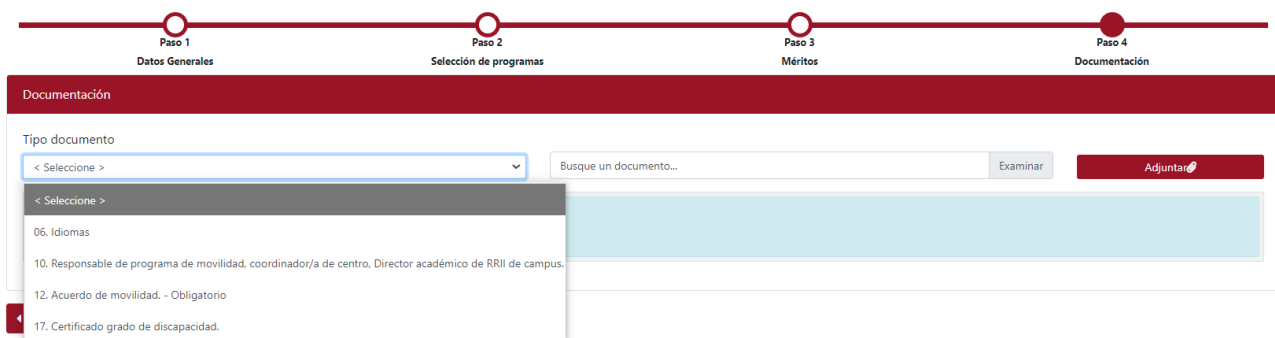 Paso 1
Datos Generales
Paso 2
Selección de programas
Paso 3
Méritos
Paso 4
Documentación
Documentación
Tipo documento
< Seleccione >
Busque un documento...
Examinar
Adjuntar
< Seleccione >
06. Idiomas
10. Responsable de programa de movilidad, coordinador/a de centro, Director académico de RRII de campus.
12. Acuerdo de movilidad. - Obligatorio
17. Certificado grado de discapacidad.